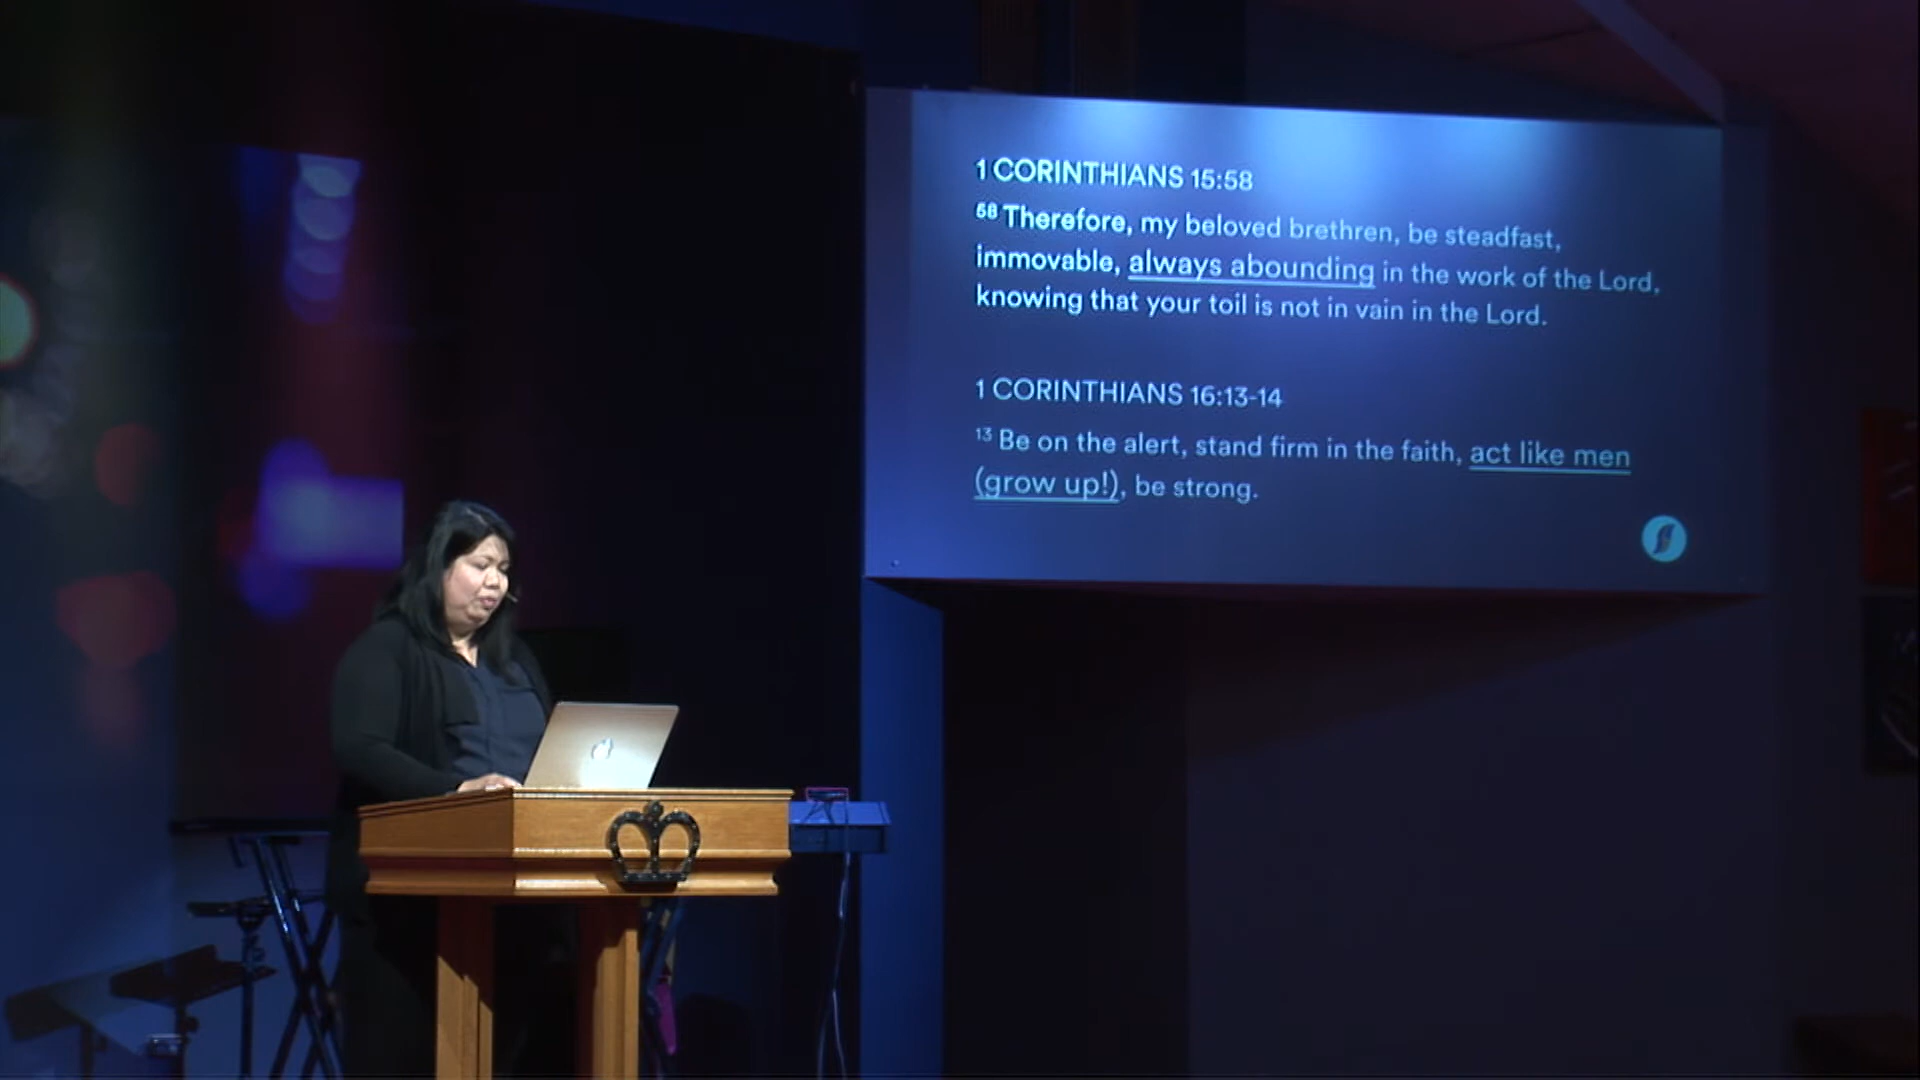 1 CORINTHIANS 15:58
58 Therefore, my beloved brethren, be steadfast,
immovable, always abounding in the work of the Lord,
knowing that your toil is not in vain in the Lord.
1 CORINTHIANS 16:13-14
13 Be on the alert, stand firm in the faith, act like men
(grow up!), be strong.